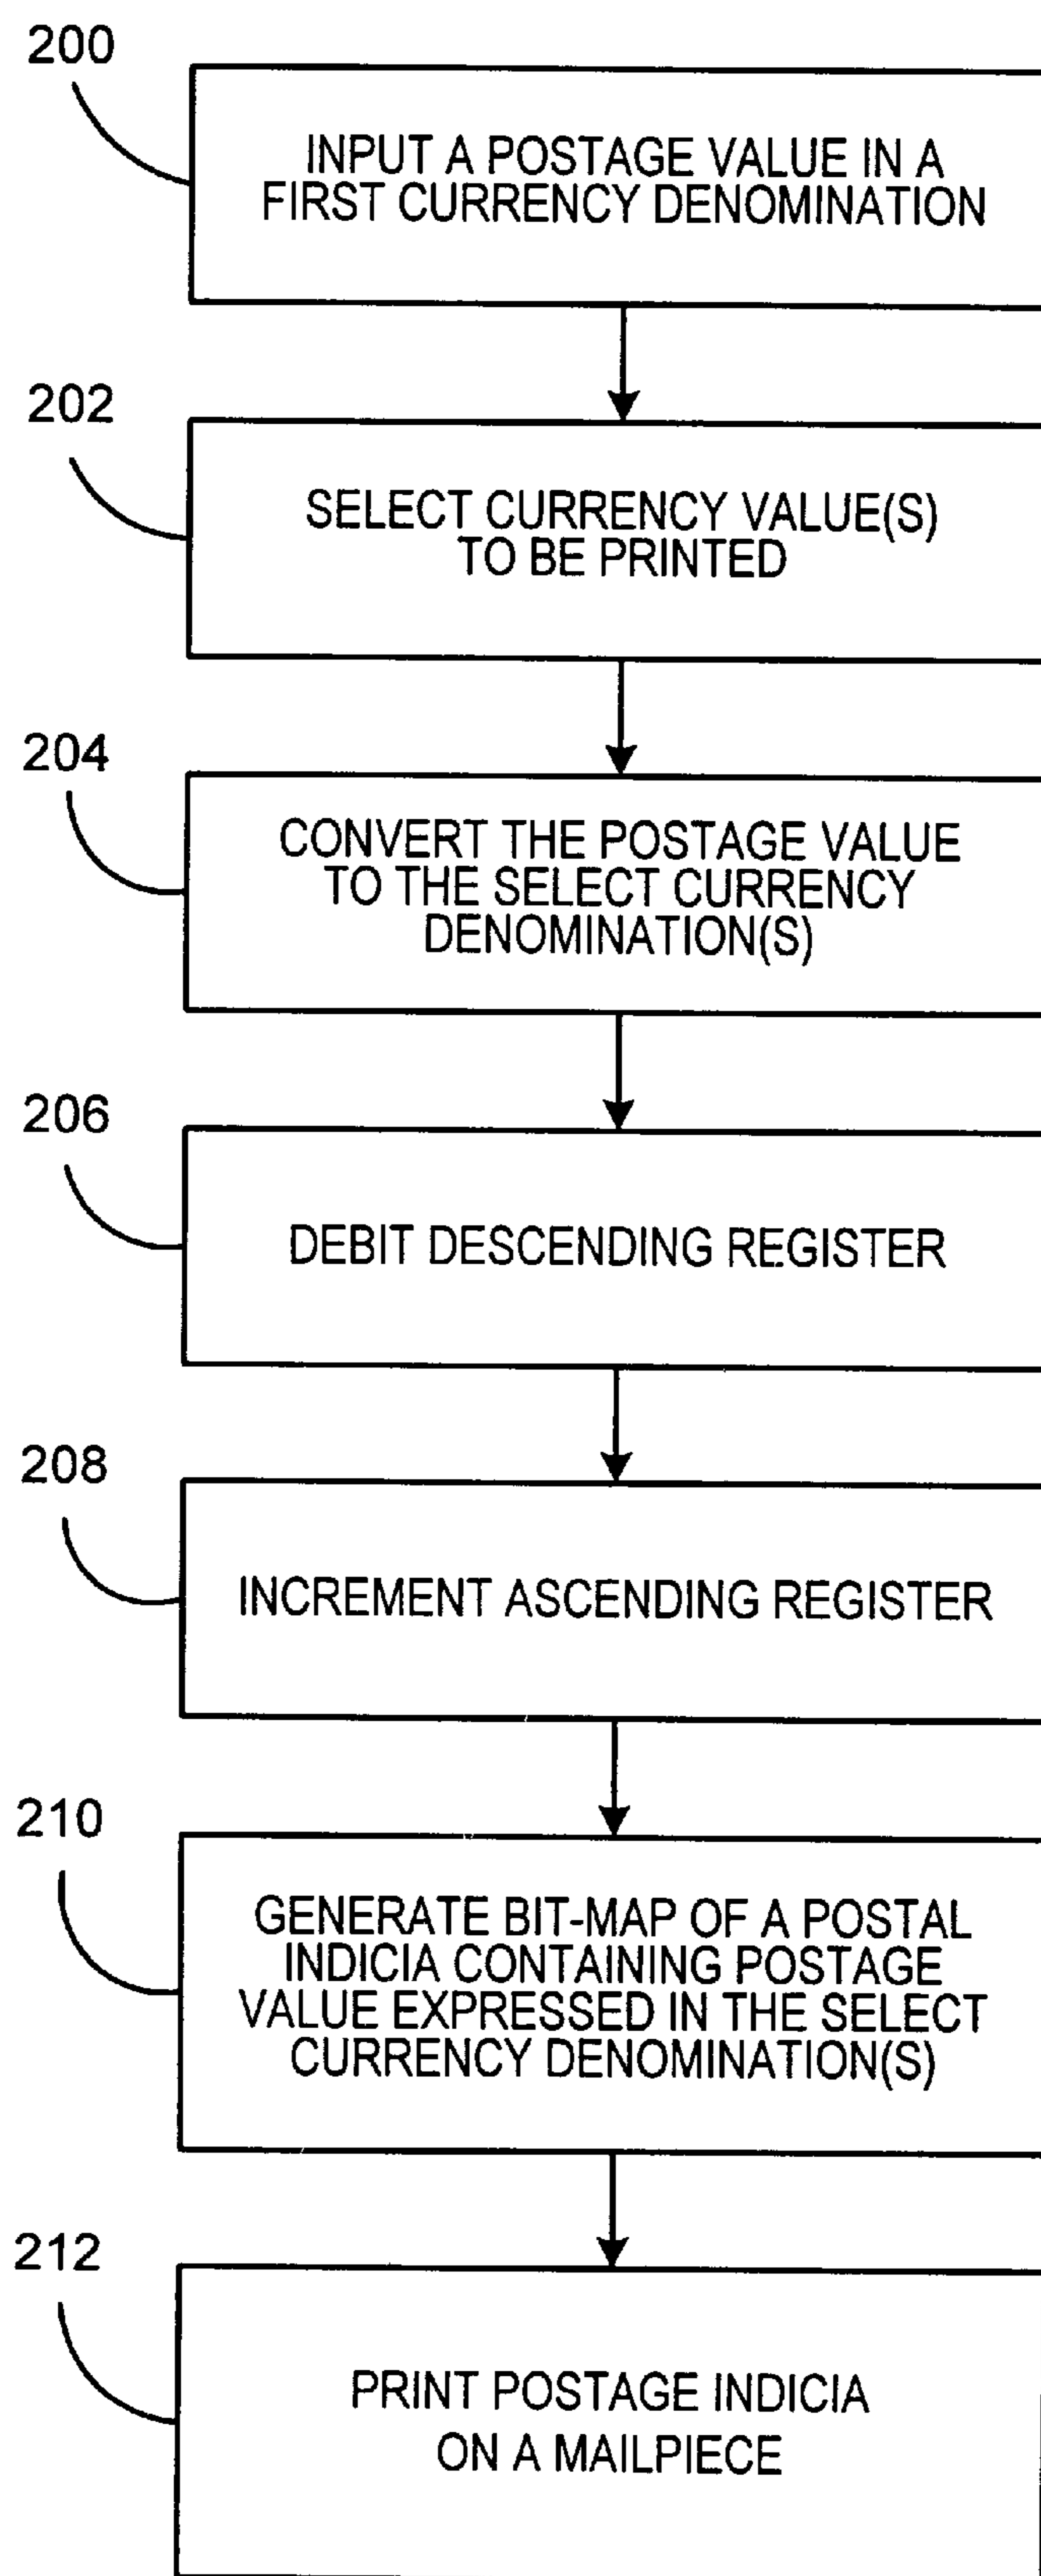 200
INPUT A POSTAGE VALUE IN A
FIRST CURRENCY DENOMINATION
202
SELECT CURRENCY VALUE(S)
TO BE PRINTED
204
CONVERT THE POSTAGE VALUE
TO THE SELECT CURRENCY
DENOMINATION(S)
206
DEBIT DESCENDING REGISTER
208
INCREMENT ASCENDING REGISTER
210
GENERATE BIT-MAP OF A POSTAL
INDICIA CONTAINING POSTAGE
VALUE EXPRESSED IN THE SELECT
CURRENCY DENOMINATION(S)
212
PRINT POSTAGE INDICIA
ON A MAILPIECE